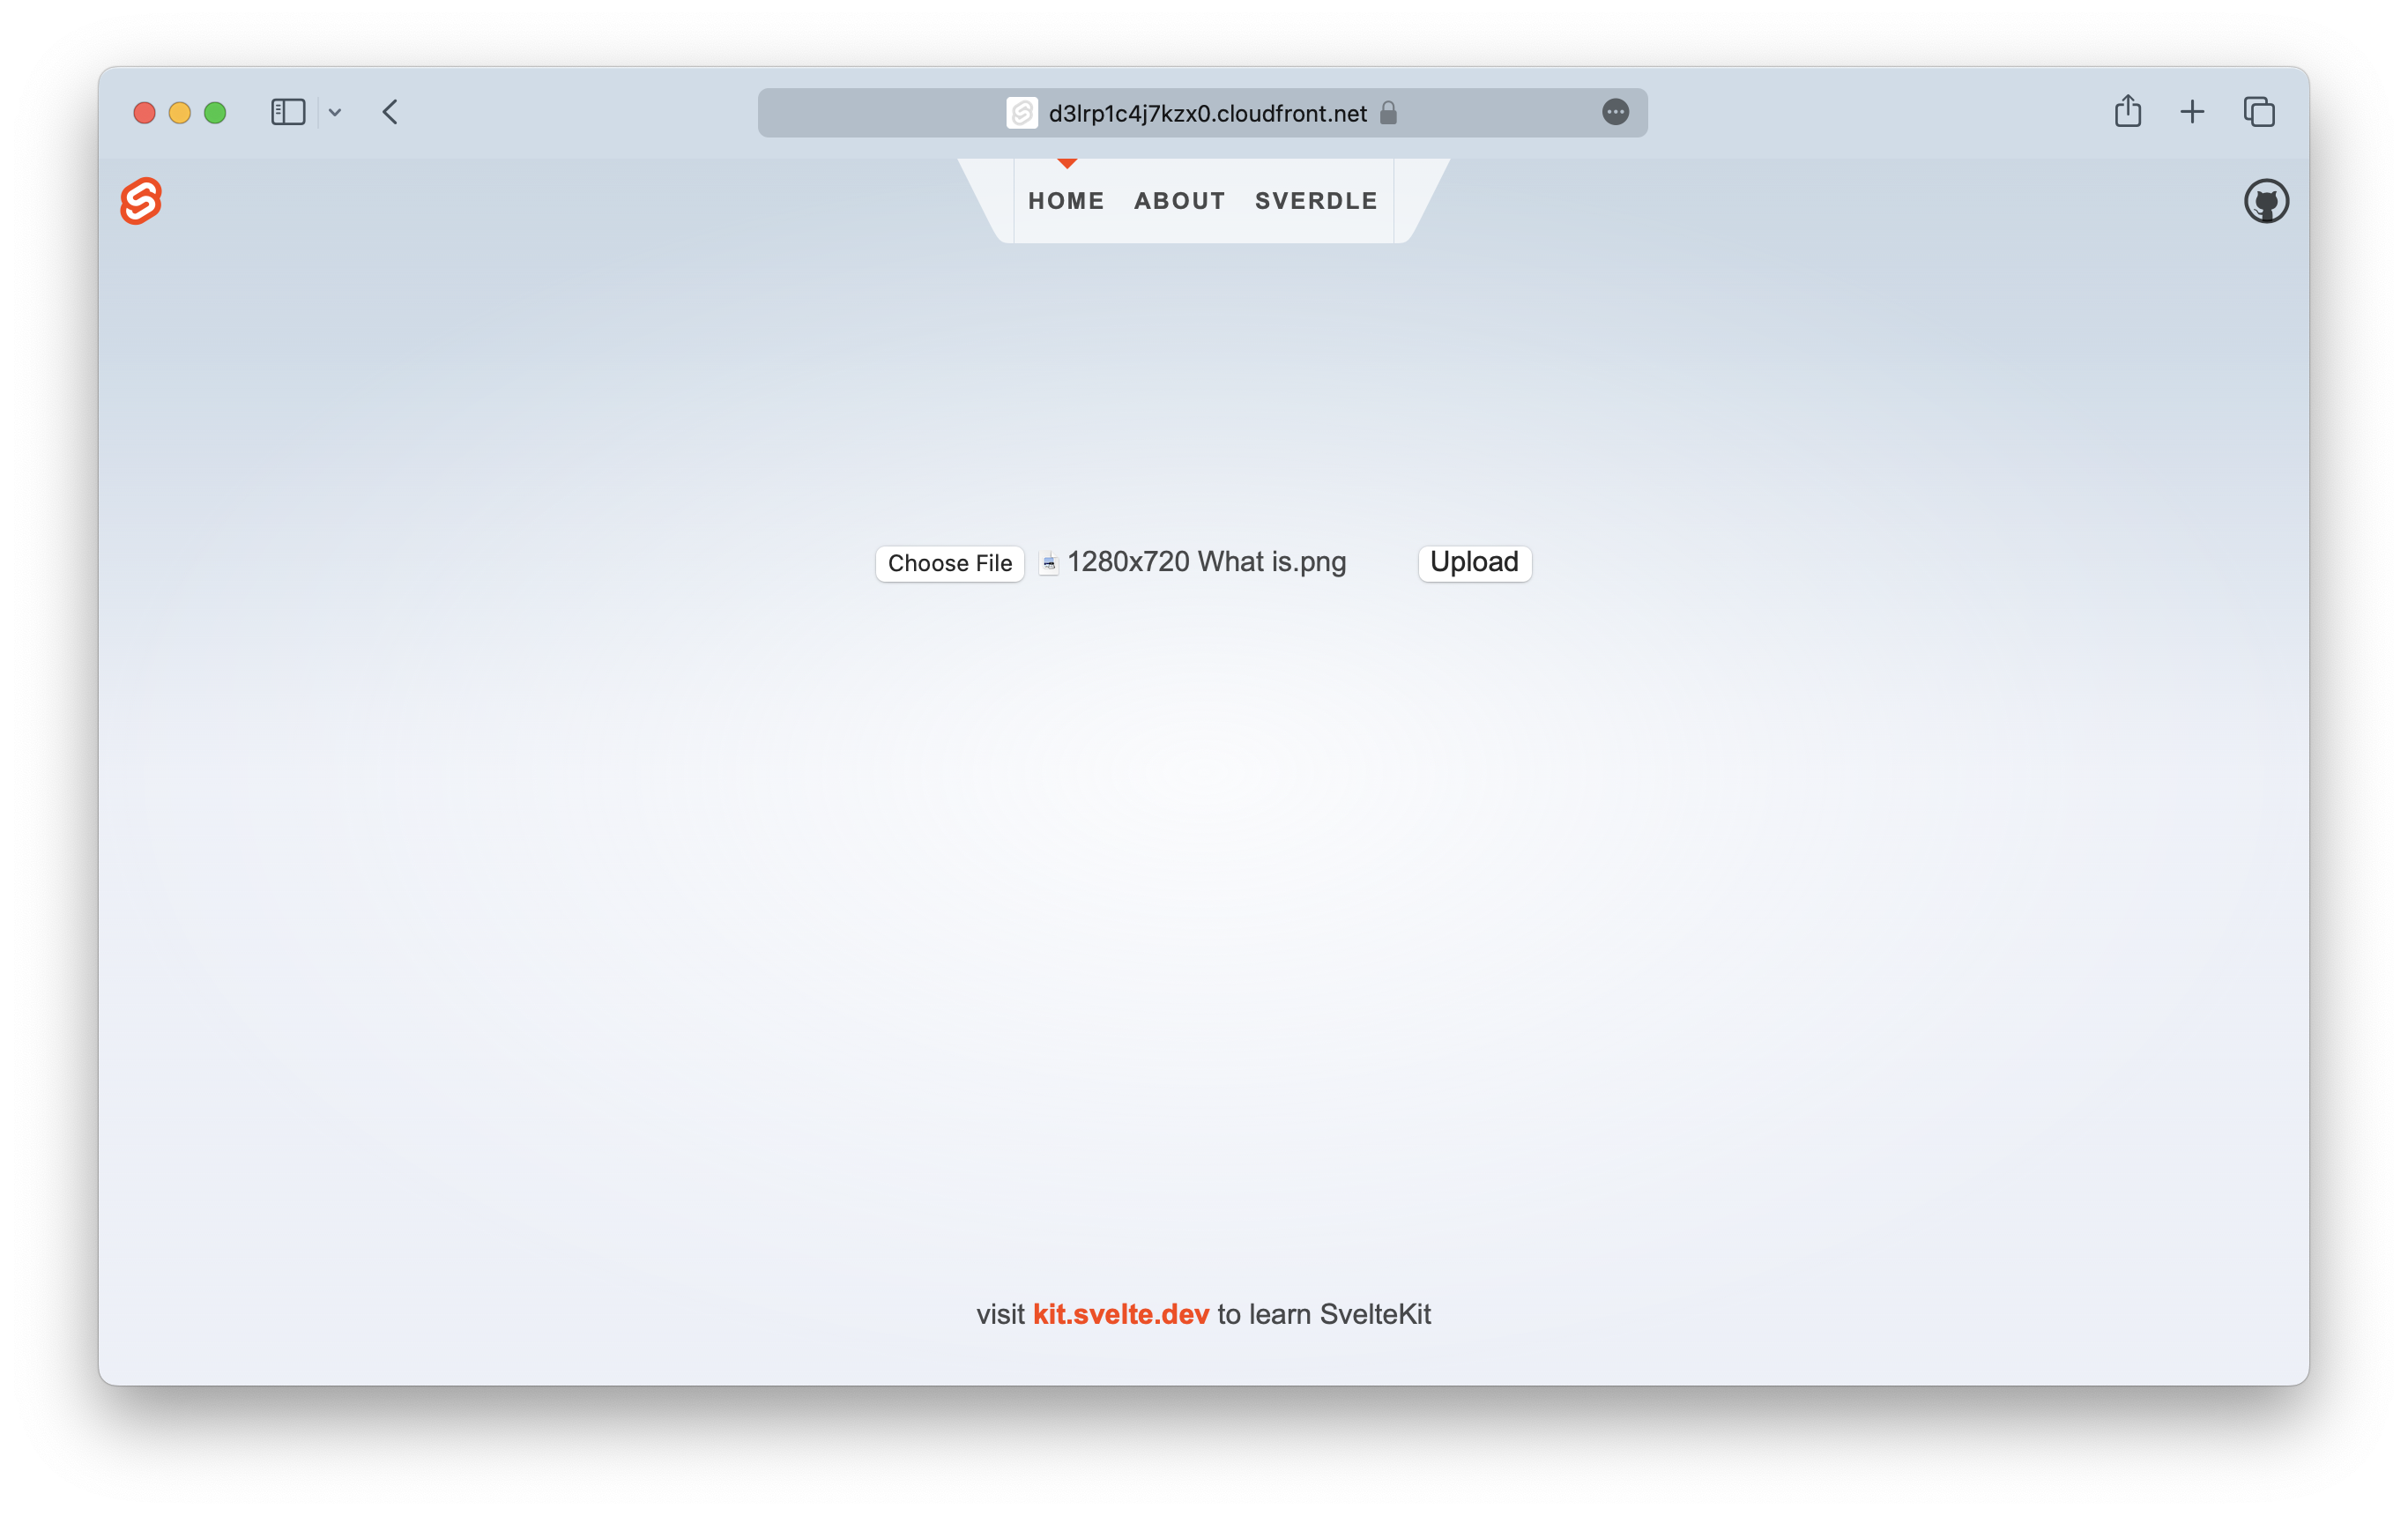 d3lrp1c4j7kzx0.cloudfront.net
HOME ABOUT SVERDLE
Choose File 1280x720 What is.png Upload
visit kit.svelte.dev to learn SvelteKit